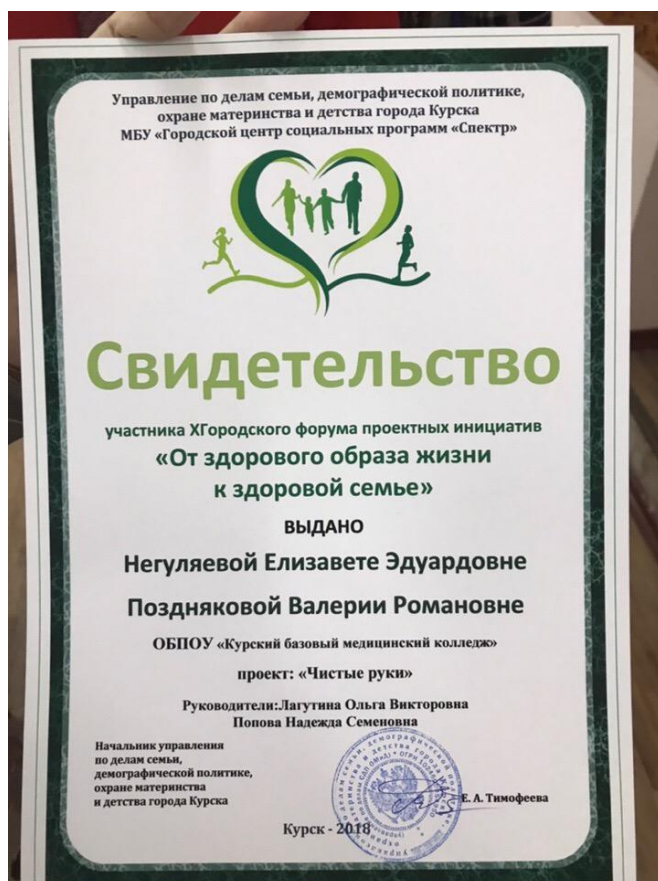 Управление по делам семьи, демографической политике,
охране материнства и детства города Курска
МБУ «Городской центр социальных программ «Спектр»
Свидетельство
участника XГородского форума проектных инициатив
«От здорового образа жизни
к здоровой семье»
ВЫДАНО
Негуляевой Елизавете Эдуардовне
Поздняковой Валерии Романовне
ОБПОУ «Курский базовый медицинский колледж»
проект: «Чистые руки»
Руководители:Лагутина Ольга Викторовна
Попова Надежда Семеновна
Начальник управления
по делам семьи,
демографической политике,
охране материнства
и детства города Курска
Е. А. Тимофеева
Курск - 2018